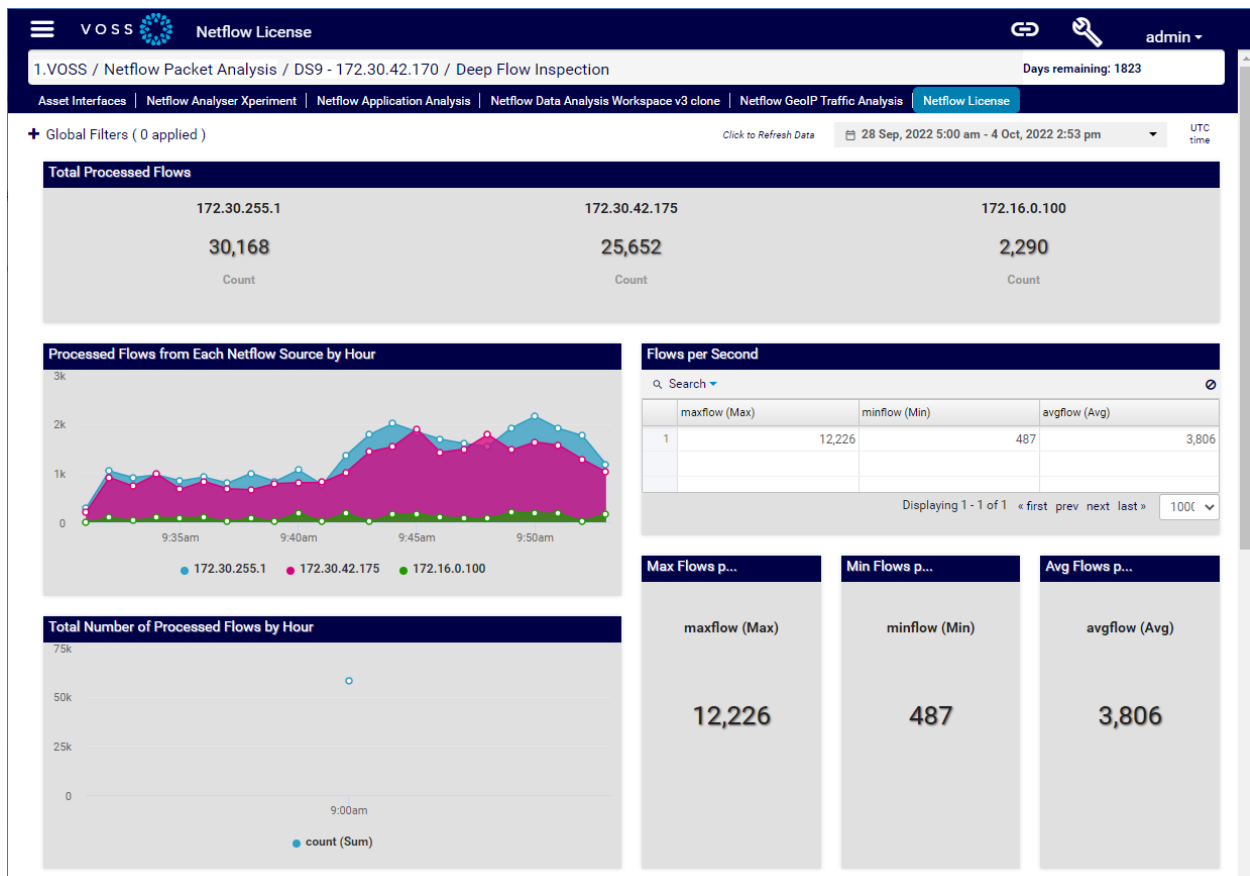 VOSS Netflow License admin
1.VOSS / Netflow Packet Analysis / DS9 - 172.30.42.170 / Deep Flow Inspection Days remaining: 1823
Asset Interfaces | Netflow Analyser Xperiment | Netflow Application Analysis | Netflow Data Analysis Workspace v3 clone | Netflow GeoIP Traffic Analysis | Netflow License
+ Global Filters ( 0 applied ) Click to Refresh Data 28 Sep, 2022 5:00 am - 4 Oct, 2022 2:53 pm UTC time
Total Processed Flows
172.30.255.1 172.30.42.175 172.16.0.100
30,168 25,652 2,290
Count Count Count
Processed Flows from Each Netflow Source by Hour
3k
2k
1k
0
9:35am 9:40am 9:45am 9:50am
172.30.255.1 172.30.42.175 172.16.0.100
Flows per Second
Search
maxflow (Max) minflow (Min) avgflow (Avg)
1 12,226 487 3,806
Displaying 1 - 1 of 1 « first prev next last »
Max Flows p... Min Flows p... Avg Flows p...
maxflow (Max) minflow (Min) avgflow (Avg)
12,226 487 3,806
Total Number of Processed Flows by Hour
75k
50k
25k
0
9:00am
count (Sum)